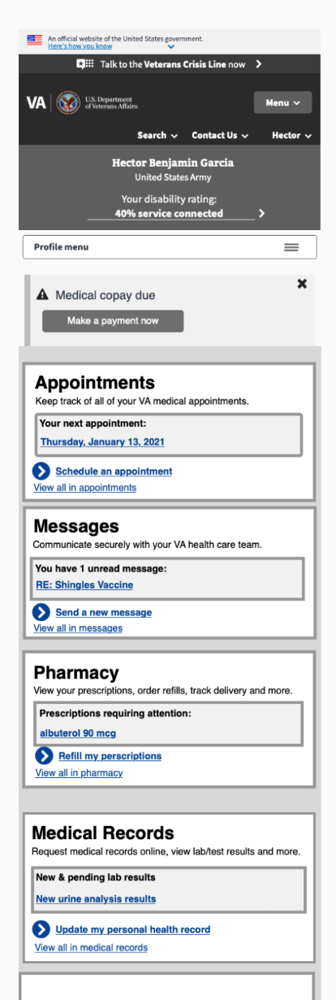 An official website of the United States government.
Here's how you know
Talk to the Veterans Crisis Line now
VA
U.S. Department
of Veterans Affairs
Menu
Search
Contact Us
Hector
Hector Benjamin Garcia
United States Army
Your disability rating:
40% service connected
Profile menu
Medical copay due
Make a payment now
Appointments
Keep track of all of your VA medical appointments.
Your next appointment:
Thursday, January 13, 2021
Schedule an appointment
View all in appointments
Messages
Communicate securely with your VA health care team.
You have 1 unread message:
RE: Shingles Vaccine
Send a new message
View all in messages
Pharmacy
View your prescriptions, order refills, track delivery and more.
Prescriptions requiring attention:
albuterol 90 mcg
Refill my perscriptions
View all in pharmacy
Medical Records
Request medical records online, view lab/test results and more.
New & pending lab results
New urine analysis results
Update my personal health record
View all in medical records